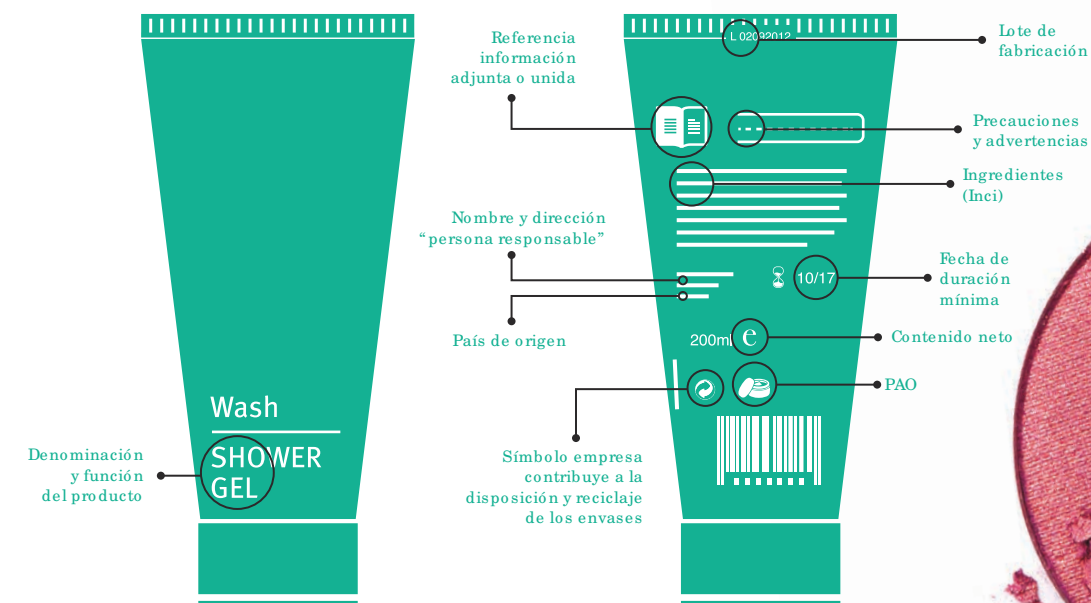 Wash
SHOWER
GEL
Denominación
y función
del producto
Referencia
información
adjunta o unida
Nombre y dirección
“persona responsable”
País de origen
Símbolo empresa
contribuye a la
disposición y reciclaje
de los envases
L 02092012
10/17
200ml e
Lote de
fabricación
Precauciones
y advertencias
Ingredientes
(Inci)
Fecha de
duración
mínima
Contenido neto
PAO